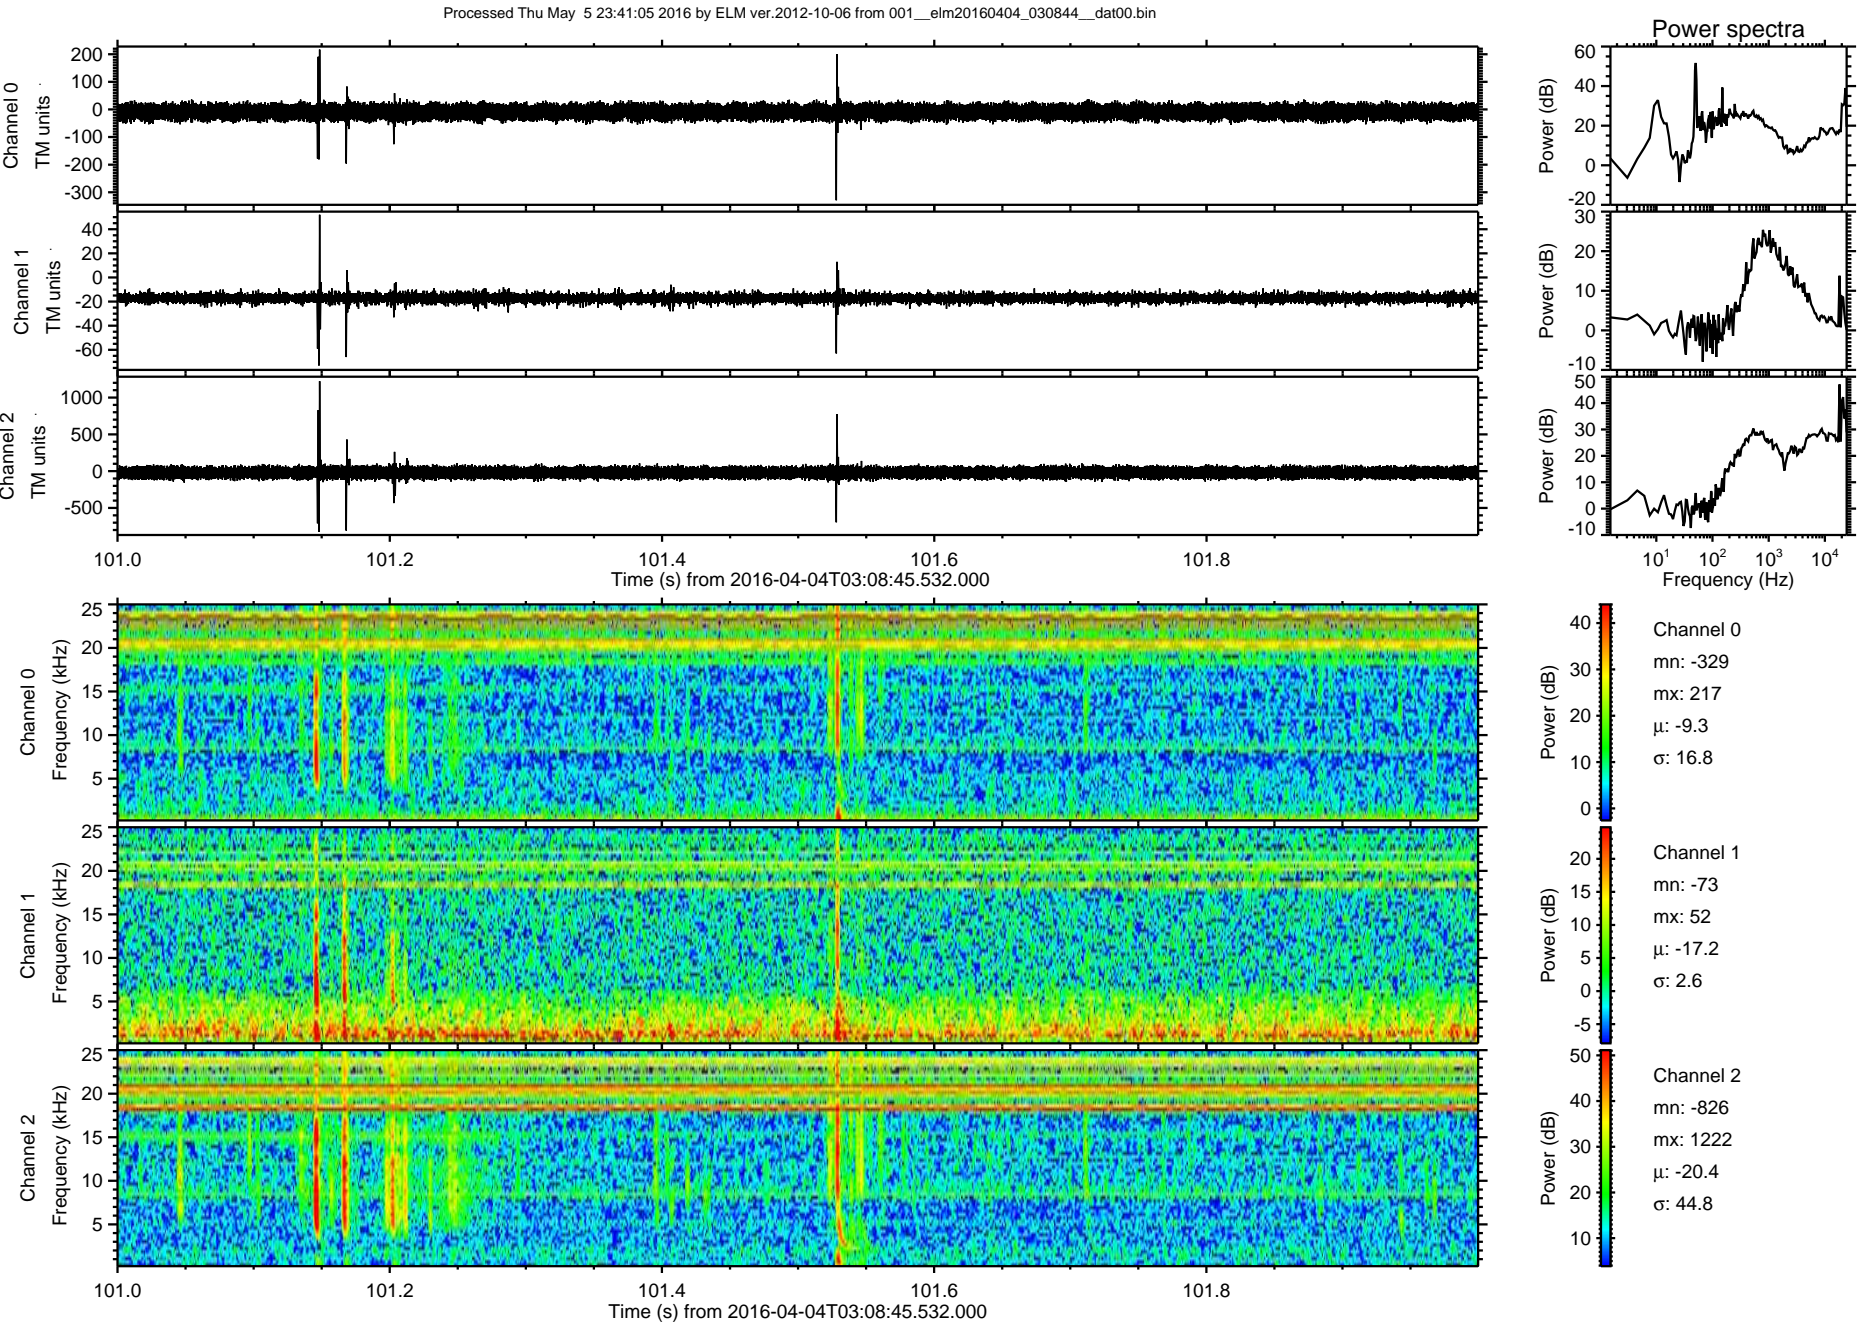 Processed Thu May  5 23:41:05 2016 by ELM ver.2012-10-06 from 001__elm20160404_030844__dat00.bin
Power spectra
Channel 0
TM units
200
100
0
-100
-200
-300
Power (dB)
60
40
20
0
-20
Channel 1
TM units
40
20
0
-20
-40
-60
Power (dB)
30
20
10
0
-10
Channel 2
TM units
1000
500
0
-500
Power (dB)
50
40
30
20
10
0
-10
101.0 101.2 101.4 101.6 101.8
Time (s) from 2016-04-04T03:08:45.532.000
10^1 10^2 10^3 10^4
Frequency (Hz)
Channel 0
Frequency (kHz)
25
20
15
10
5
Power (dB)
40
30
20
10
0
Channel 0
mn: -329
mx: 217
µ: -9.3
σ: 16.8
Channel 1
Frequency (kHz)
25
20
15
10
5
Power (dB)
20
15
10
5
0
-5
Channel 1
mn: -73
mx: 52
µ: -17.2
σ: 2.6
Channel 2
Frequency (kHz)
25
20
15
10
5
Power (dB)
50
40
30
20
10
Channel 2
mn: -826
mx: 1222
µ: -20.4
σ: 44.8
101.0 101.2 101.4 101.6 101.8
Time (s) from 2016-04-04T03:08:45.532.000